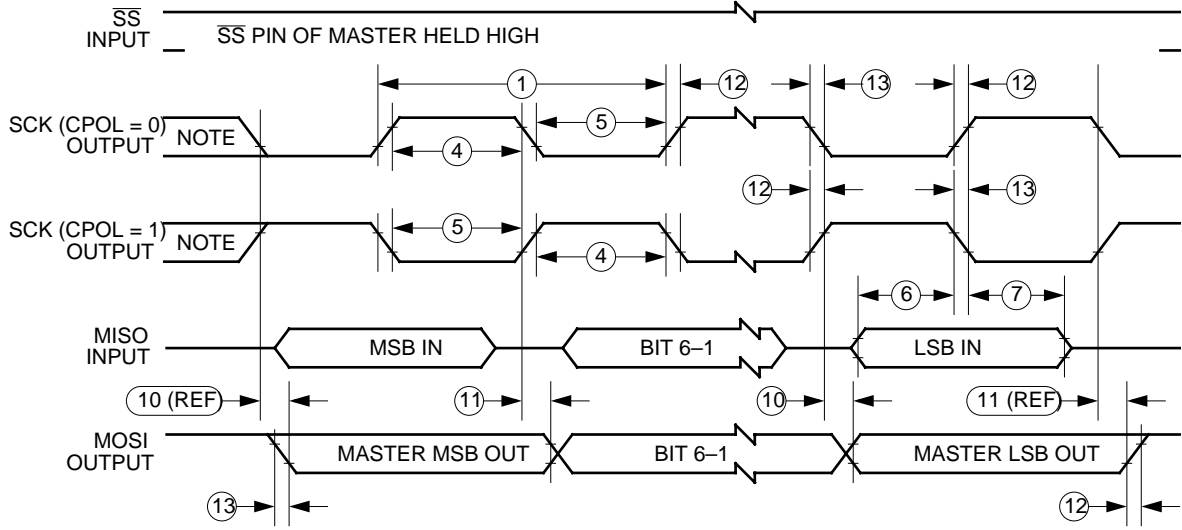 SS
INPUT
SS PIN OF MASTER HELD HIGH
1
12
13
12
SCK (CPOL = 0)
OUTPUT
NOTE
5
4
12
13
SCK (CPOL = 1)
OUTPUT
NOTE
5
4
6
7
MISO
INPUT
MSB IN
BIT 6–1
LSB IN
10 (REF)
11
10
11 (REF)
MOSI
OUTPUT
MASTER MSB OUT
BIT 6–1
MASTER LSB OUT
13
12